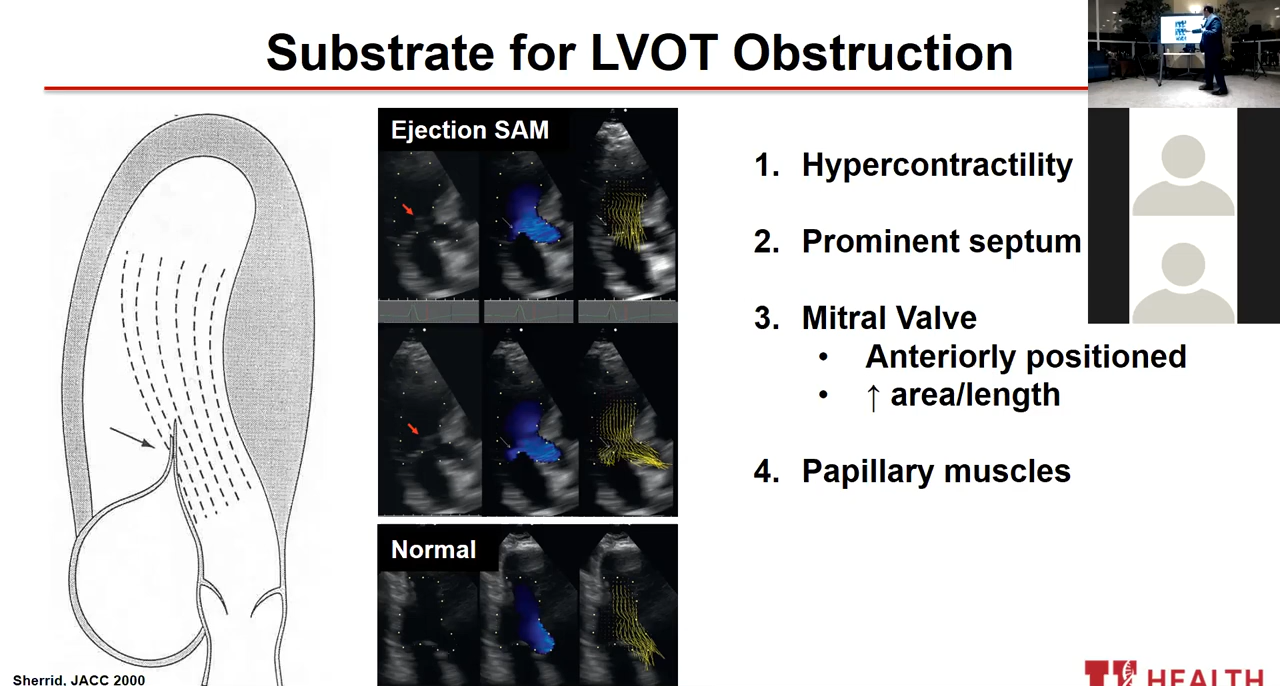 Substrate for LVOT Obstruction
Ejection SAM
Normal
1. Hypercontractility
2. Prominent septum
3. Mitral Valve
• Anteriorly positioned
• ↑ area/length
4. Papillary muscles
Sherrid, JACC 2000
HEALTH